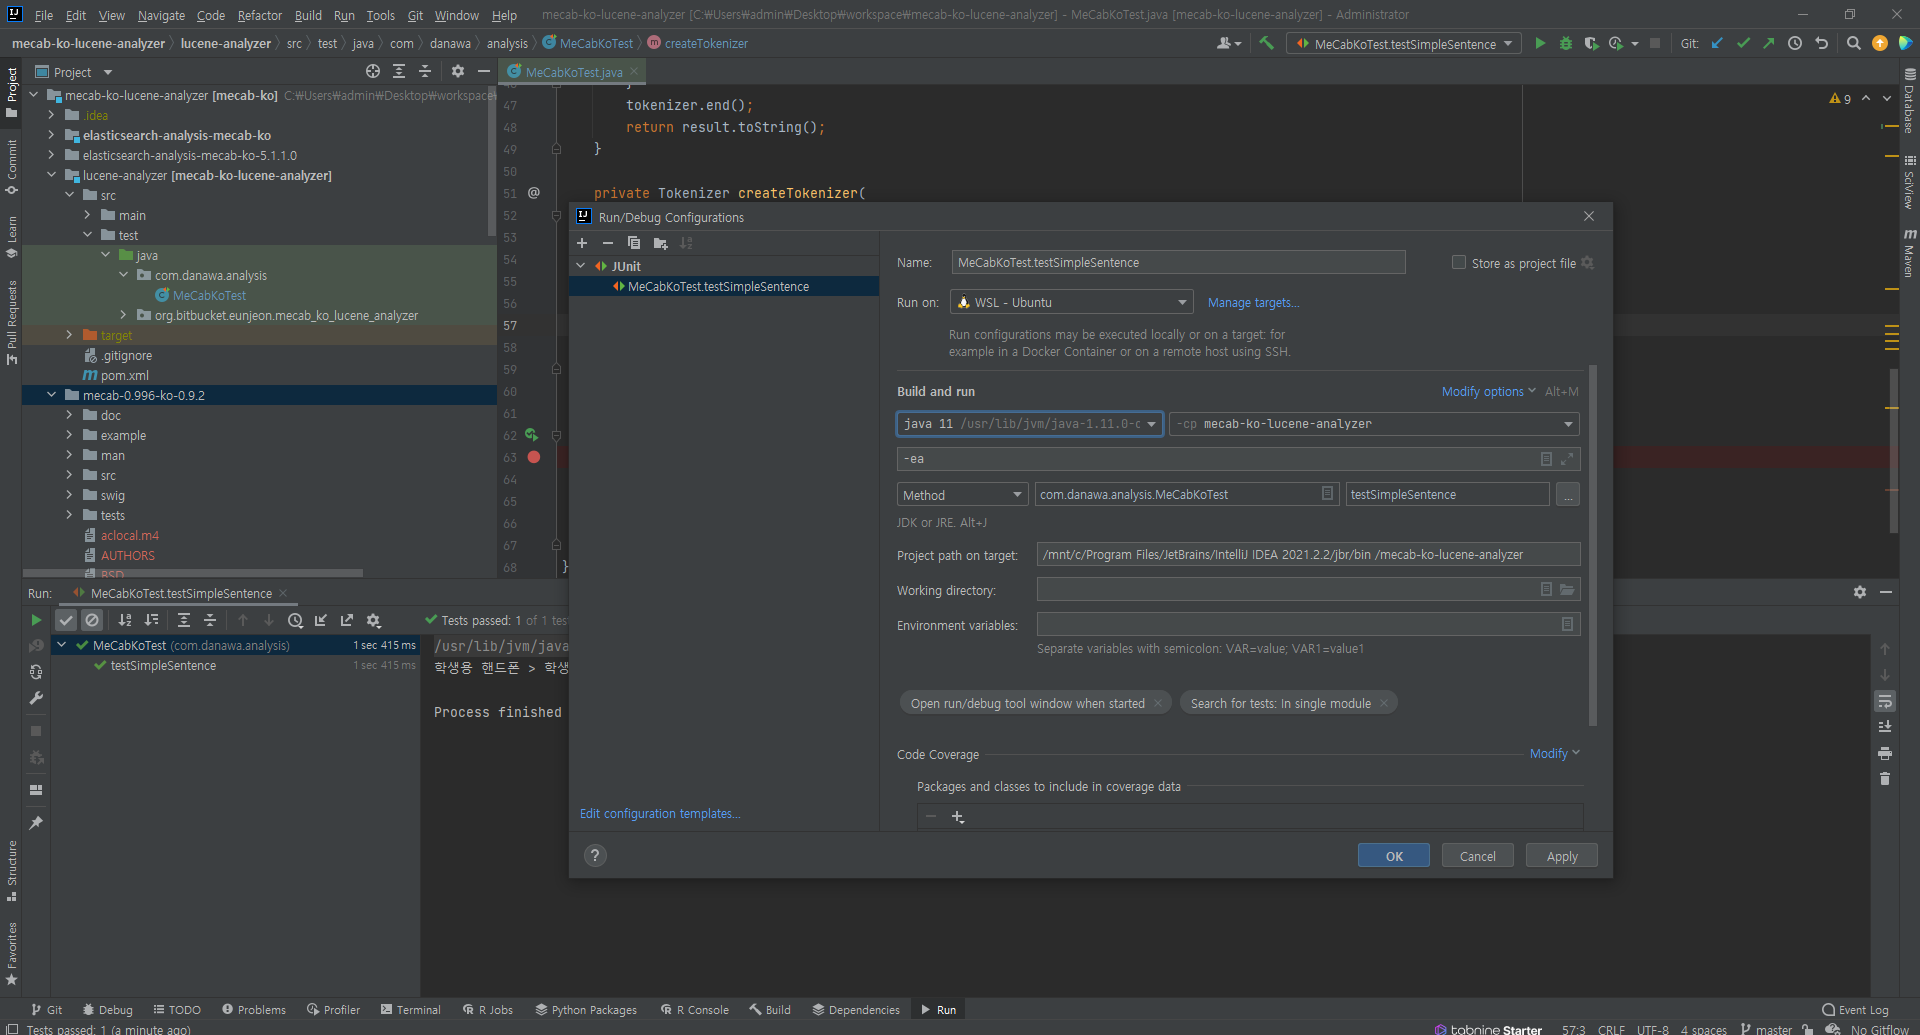 File Edit View Navigate Code Refactor Build Run Tools Git Window Help mecab-ko-lucene-analyzer [C:₩Users₩admin₩Desktop₩workspace₩mecab-ko-lucene-analyzer] - MeCabKoTest.java [mecab-ko-lucene-analyzer] - Administrator
mecab-ko-lucene-analyzer lucene-analyzer src test java com danawa analysis MeCabKoTest createTokenizer MeCabKoTest.testSimpleSentence Git:
Project
MeCabKoTest.java
mecab-ko-lucene-analyzer [mecab-ko] C:₩Users₩admin₩Desktop₩workspace₩
.idea
elasticsearch-analysis-mecab-ko
elasticsearch-analysis-mecab-ko-5.1.1.0
lucene-analyzer [mecab-ko-lucene-analyzer]
src
main
test
java
com.danawa.analysis
MeCabKoTest
org.bitbucket.eunjeon.mecab_ko_lucene_analyzer
target
.gitignore
pom.xml
mecab-0.996-ko-0.9.2
doc
example
man
src
swig
tests
aclocal.m4
AUTHORS
BSD
46 }
47 tokenizer.end();
48 return result.toString();
49 }
50
51 @ private Tokenizer createTokenizer(
52
53
54
55
56
57
58
59
60
61
62
63
64
65
66
67
68 }
9
Run/Debug Configurations
JUnit
MeCabKoTest.testSimpleSentence
Edit configuration templates...
Name: MeCabKoTest.testSimpleSentence Store as project file
Run on: WSL - Ubuntu Manage targets...
Run configurations may be executed locally or on a target: for
example in a Docker Container or on a remote host using SSH.
Build and run Modify options Alt+M
java 11 /usr/lib/jvm/java-1.11.0-o -cp mecab-ko-lucene-analyzer
-ea
Method com.danawa.analysis.MeCabKoTest testSimpleSentence ...
JDK or JRE. Alt+J
Project path on target: /mnt/c/Program Files/JetBrains/IntelliJ IDEA 2021.2.2/jbr/bin /mecab-ko-lucene-analyzer
Working directory:
Environment variables:
Separate variables with semicolon: VAR=value; VAR1=value1
Open run/debug tool window when started Search for tests: In single module
Code Coverage Modify
Packages and classes to include in coverage data
? OK Cancel Apply
Run: MeCabKoTest.testSimpleSentence
Tests passed: 1 of 1 test
MeCabKoTest (com.danawa.analysis) 1 sec 415 ms
testSimpleSentence 1 sec 415 ms
/usr/lib/jvm/java
학생용 핸드폰 > 학생
Process finished
Project
Commit
Learn
Pull Requests
Structure
Favorites
Database
SciView
Maven
Git Debug TODO Problems Profiler Terminal R Jobs Python Packages R Console Build Dependencies Run Event Log
Tests passed: 1 (a minute ago) tabnine Starter 57:3 CRLF UTF-8 4 spaces master No Gitflow